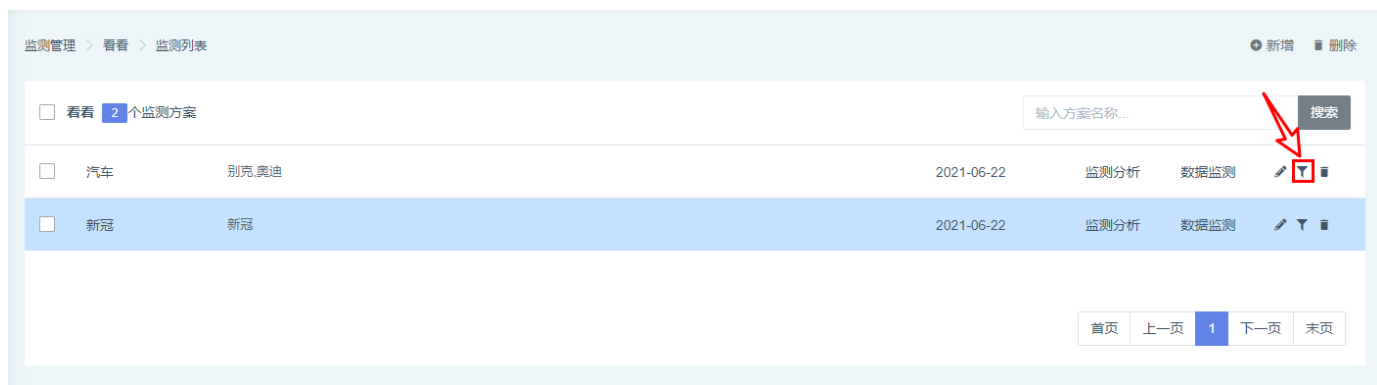 监测管理 > 看看 > 监测列表 新增 删除
看看 2 个监测方案 输入方案名称... 搜索
汽车 别克,奥迪 2021-06-22 监测分析 数据监测
新冠 新冠 2021-06-22 监测分析 数据监测
首页 上一页 1 下一页 末页